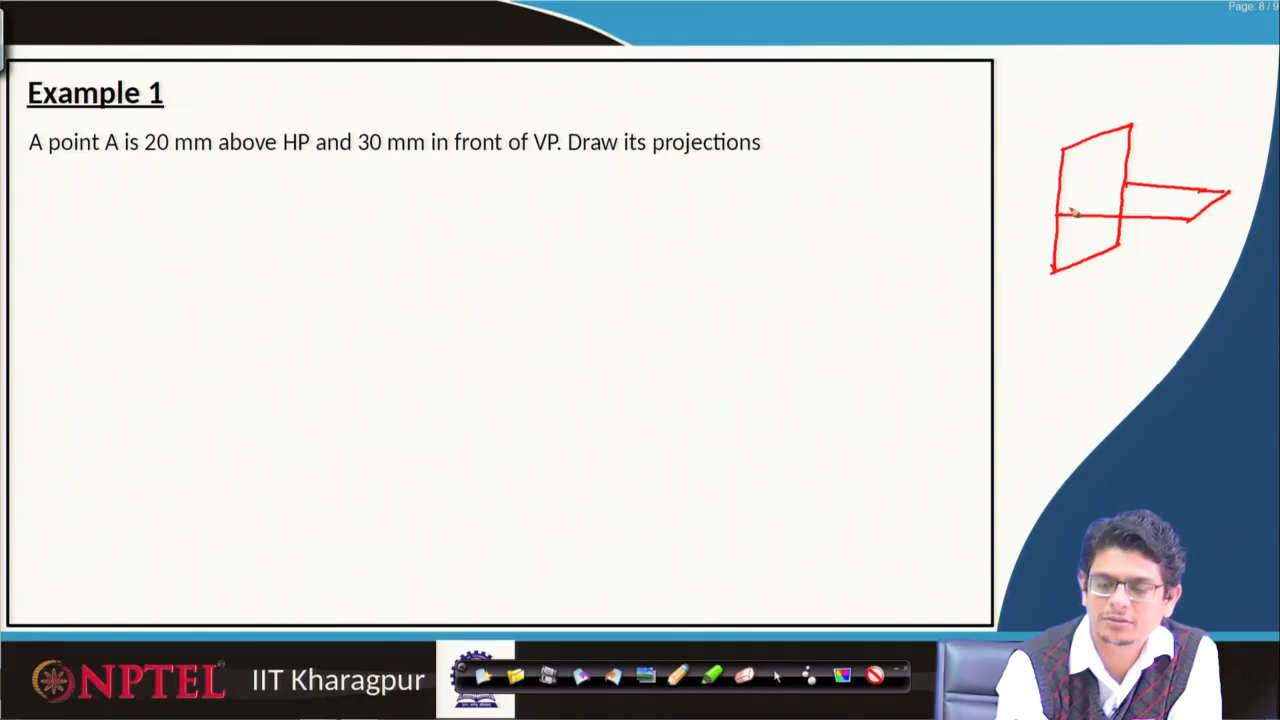 Page: 8 / 9
Example 1
A point A is 20 mm above HP and 30 mm in front of VP. Draw its projections
NPTEL IIT Kharagpur